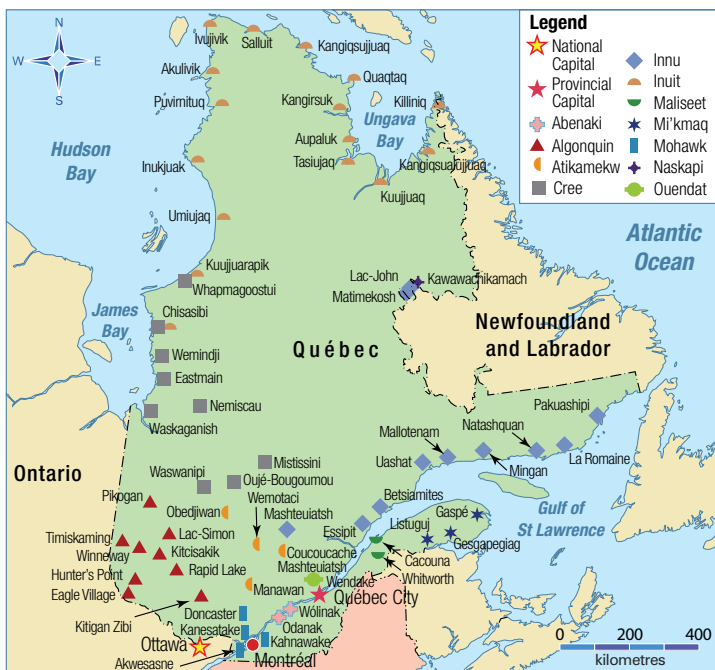 N
W E
S
Ivujivik
Salluit
Kangiqsujjuaq
Akulivik
Quaqtaq
Puvirnituq
Kangirsuk
Killiniq
Ungava
Bay
Aupaluk
Hudson
Bay
Tasiujaq
Kangiqsualujjuaq
Inukjuak
Kuujjuaq
Umiujaq
Kuujjuarapik
Whapmagoostui
Lac-John
Kawawachikamach
Matimekosh
James
Bay
Chisasibi
Wemindji
Eastmain
Nemiscau
Waskaganish
Québec
Newfoundland
and Labrador
Atlantic
Ocean
Pakuashipi
Natashquan
Mallotenam
La Romaine
Mingan
Uashat
Ontario
Mistissini
Waswanipi
Oujé-Bougoumou
Wemotaci
Pikogan
Obedjiwan
Mashteuiatsh
Betsiamites
Essipit
Listuguj
Gaspé
Gesgapegiag
Gulf of
St Lawrence
Timiskaming
Lac-Simon
Winneway
Kitcisakik
Coucoucache
Mashteuiatsh
Cacouna
Whitworth
Hunter's Point
Rapid Lake
Wendake
Eagle Village
Manawan
Québec City
Wôlinak
Kitigan Zibi
Doncaster
Odanak
Kanesatake
Kahnawake
Ottawa
Akwesasne
Montréal
0 200 400
kilometres
Legend
National
Capital
Provincial
Capital
Abenaki
Algonquin
Atikamekw
Cree
Innu
Inuit
Maliseet
Mi'kmaq
Mohawk
Naskapi
Ouendat